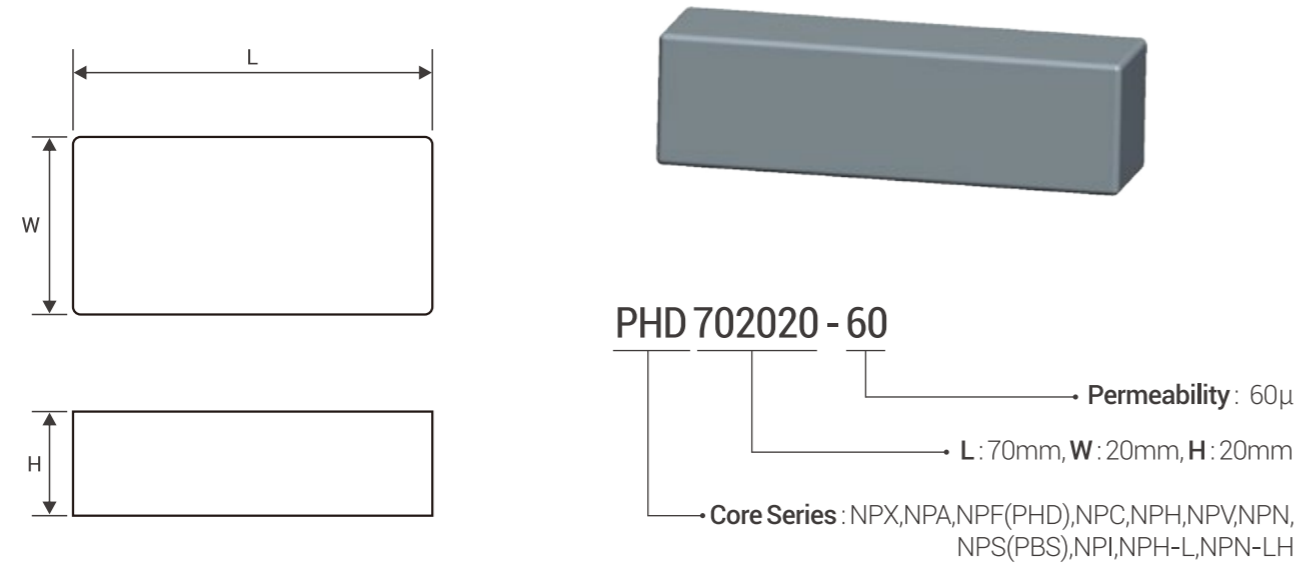 L
W
H
PHD 702020 - 60
Permeability : 60μ
L : 70mm, W : 20mm, H : 20mm
Core Series : NPX,NPA,NPF(PHD),NPC,NPH,NPV,NPN,
NPS(PBS),NPI,NPH-L,NPN-LH